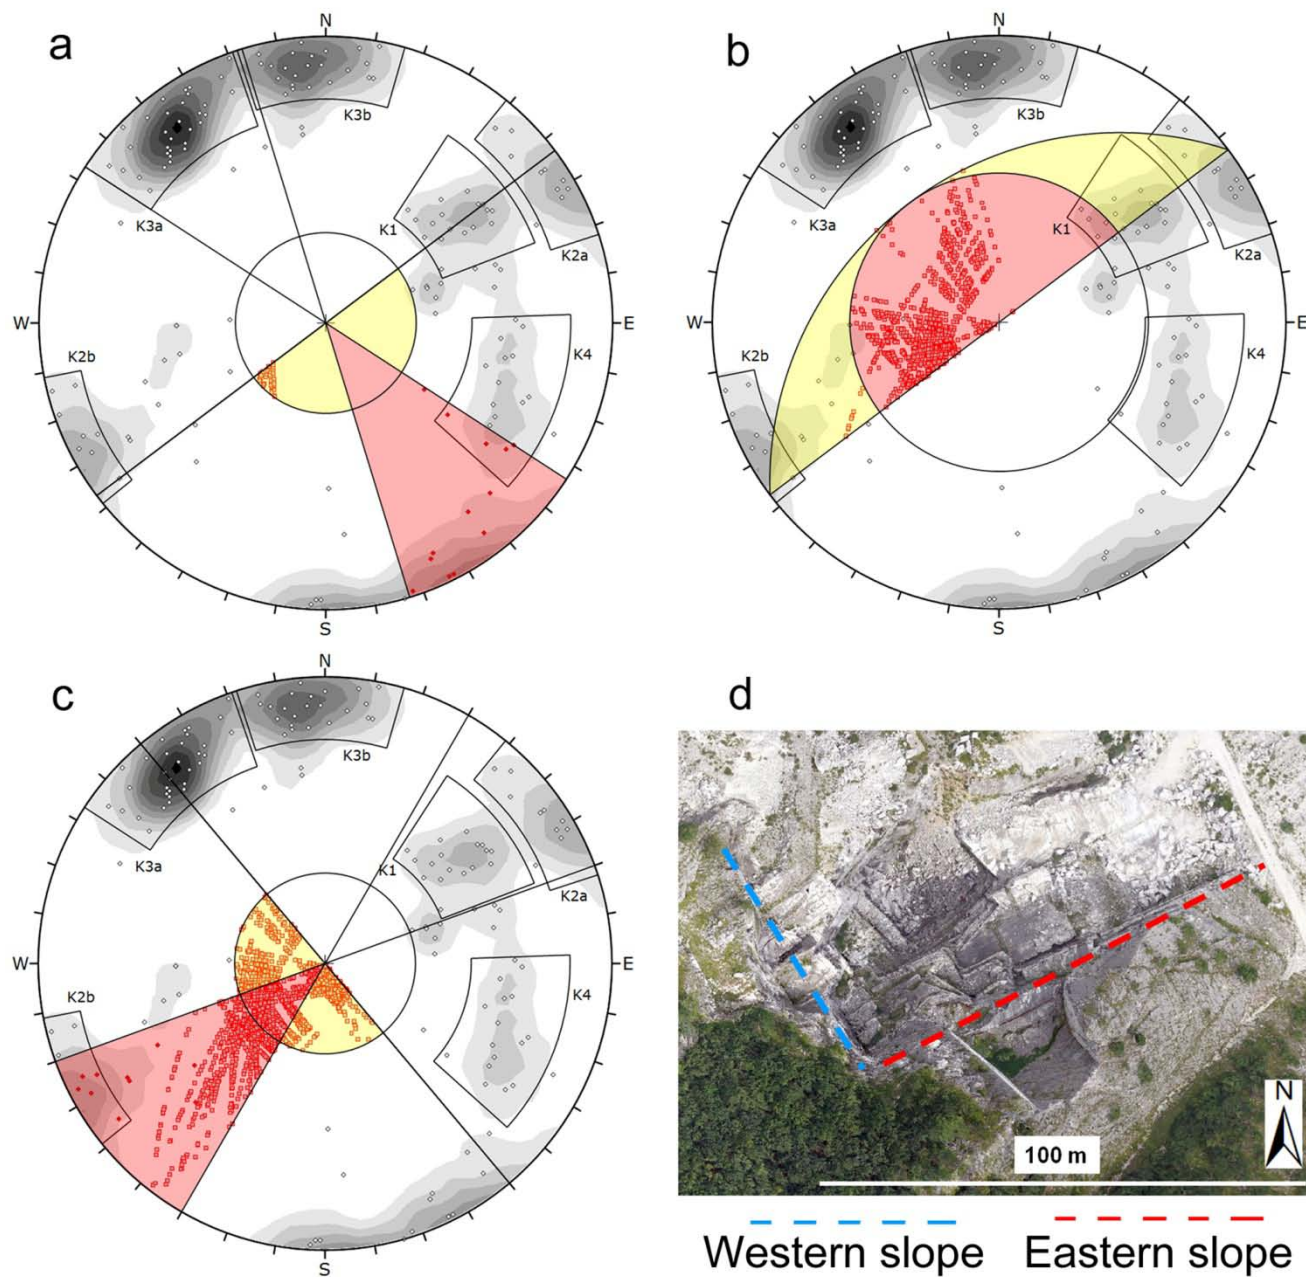 a
N
K3b
K3a
K1
K2a
W
E
K2b
K4
S
b
N
K3b
K3a
K1
K2a
W
E
K2b
K4
S
c
N
K3b
K3a
K1
K2a
W
E
K2b
K4
S
d
N
100 m
Western slope
Eastern slope